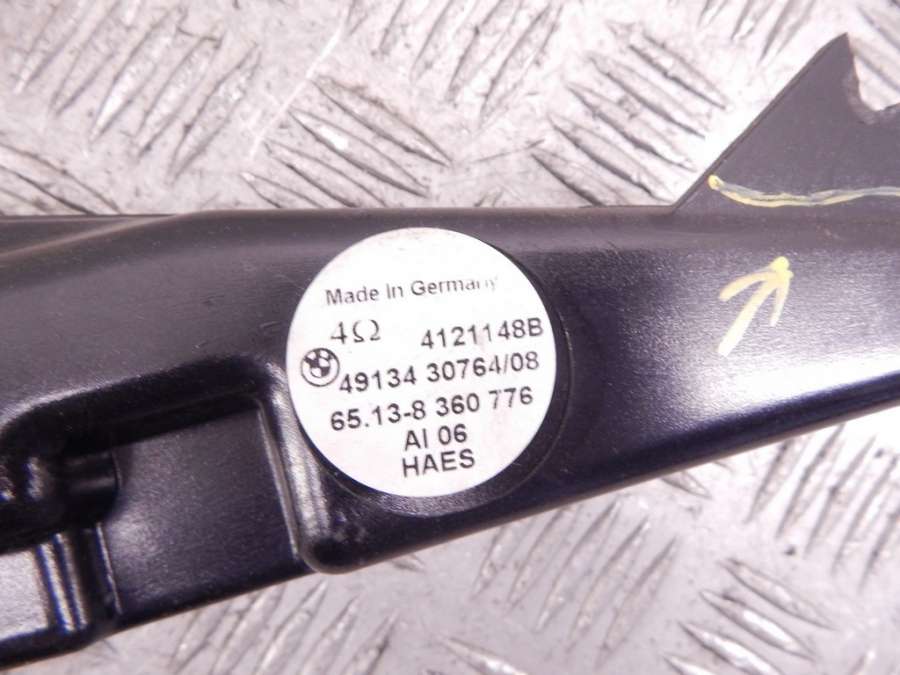 Made In Germany
4Ω 4121148B
49134 30764/08
65.13-8 360 776
AI 06
HAES